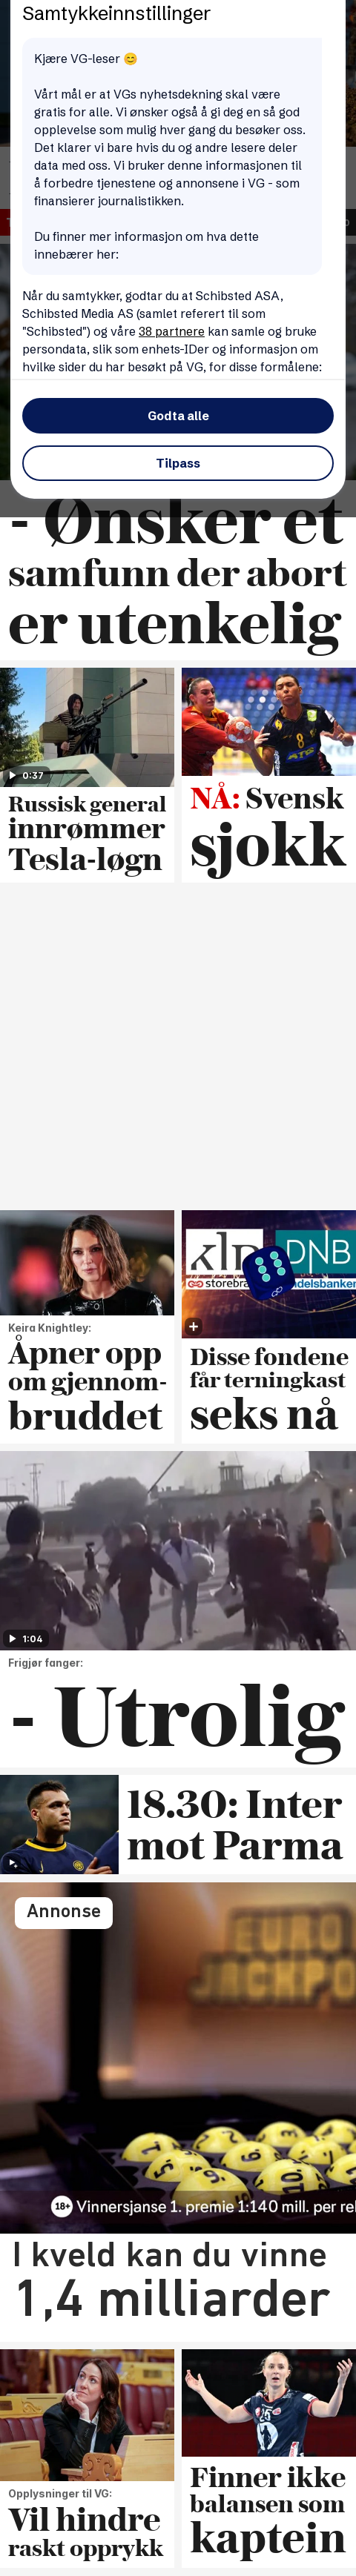 Samtykkeinnstillinger
Kjære VG-leser 😊
Vårt mål er at VGs nyhetsdekning skal være
gratis for alle. Vi ønsker også å gi deg en så god
opplevelse som mulig hver gang du besøker oss.
Det klarer vi bare hvis du og andre lesere deler
data med oss. Vi bruker denne informasjonen til
å forbedre tjenestene og annonsene i VG - som
finansierer journalistikken.
Du finner mer informasjon om hva dette
innebærer her:
Når du samtykker, godtar du at Schibsted ASA,
Schibsted Media AS (samlet referert til som
"Schibsted") og våre 38 partnere kan samle og bruke
persondata, slik som enhets-IDer og informasjon om
hvilke sider du har besøkt på VG, for disse formålene:
Godta alle
Tilpass
- Ønsker et
samfunn der abort
er utenkelig
0:37
Russisk general
innrømmer
Tesla-løgn
NÅ: Svensk
sjokk
Keira Knightley:
Åpner opp
om gjennom-
bruddet
klp
DNB
storebra
ndelsbanken
Disse fondene
får terningkast
seks nå
1:04
Frigjør fanger:
- Utrolig
18.30: Inter
mot Parma
Annonse
EURO
JACKPO
18+ Vinnersjanse 1. premie 1:140 mill. per rek
I kveld kan du vinne
1,4 milliarder
Opplysninger til VG:
Vil hindre
raskt opprykk
Finner ikke
balansen som
kaptein